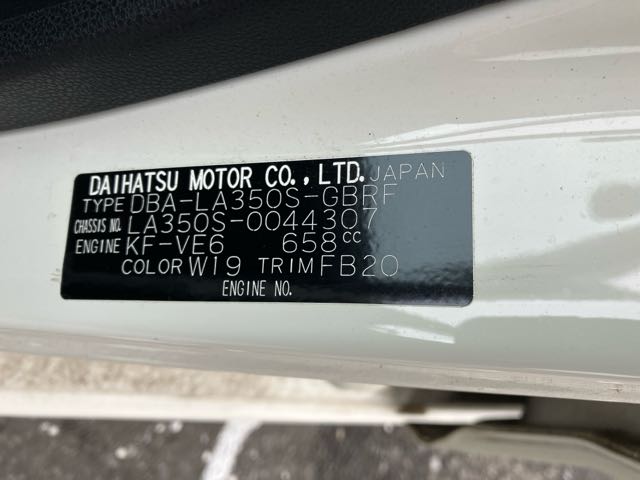 DAIHATSU MOTOR CO.,LTD. JAPAN
TYPE DBA-LA350S-GBRF
CHASSIS NO. LA350S-0044307
ENGINE KF-VE6 658cc
COLOR W19 TRIM FB20
ENGINE NO.